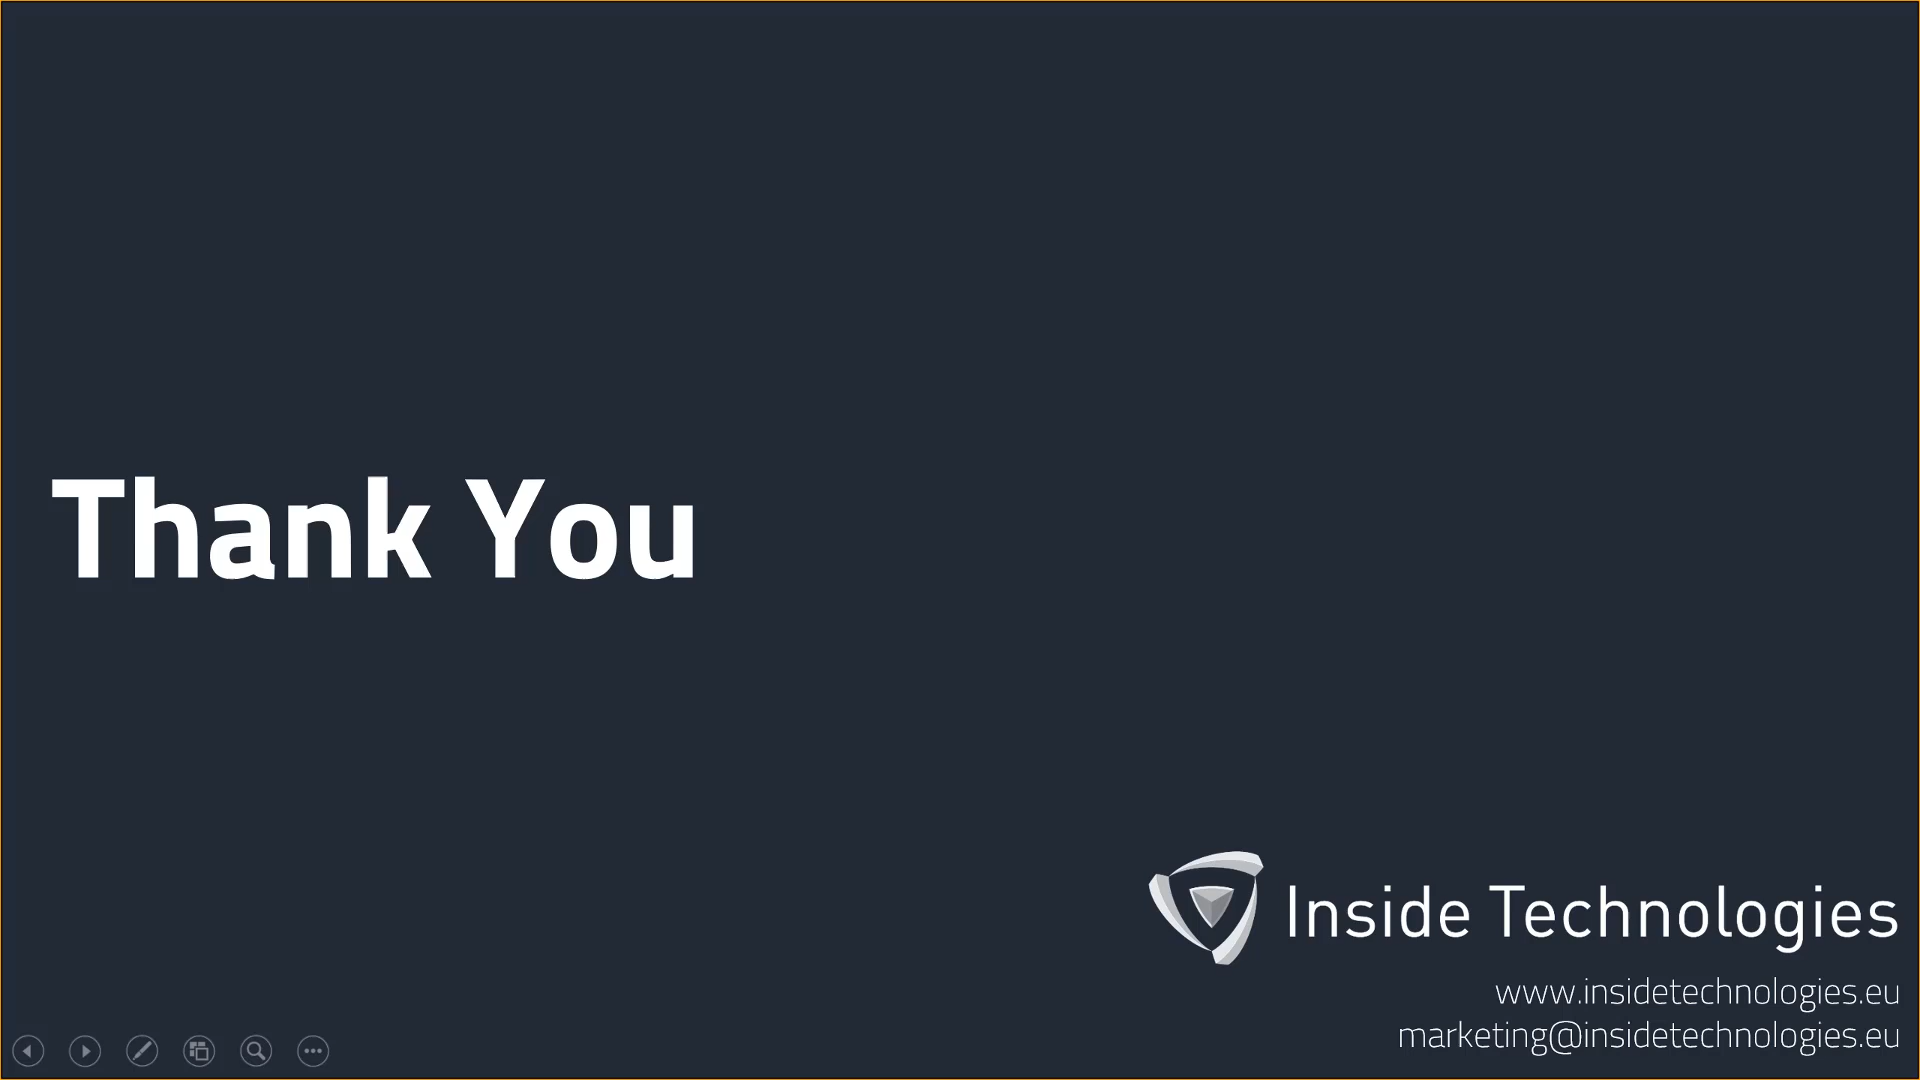 Thank You
Inside Technologies
www.insidetechnologies.eu
marketing@insidetechnologies.eu